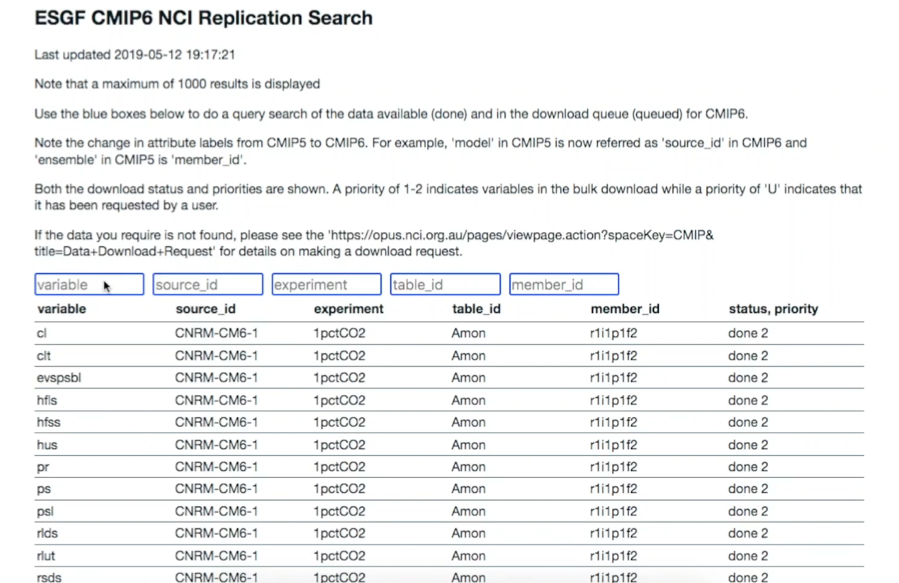 ESGF CMIP6 NCI Replication Search
Last updated 2019-05-12 19:17:21
Note that a maximum of 1000 results is displayed
Use the blue boxes below to do a query search of the data available (done) and in the download queue (queued) for CMIP6.
Note the change in attribute labels from CMIP5 to CMIP6. For example, 'model' in CMIP5 is now referred as 'source_id' in CMIP6 and
'ensemble' in CMIP5 is 'member_id'.
Both the download status and priorities are shown. A priority of 1-2 indicates variables in the bulk download while a priority of 'U' indicates that
it has been requested by a user.
If the data you require is not found, please see the 'https://opus.nci.org.au/pages/viewpage.action?spaceKey=CMIP&
title=Data+Download+Request' for details on making a download request.
variable source_id experiment table_id member_id
variable source_id experiment table_id member_id status, priority
cl CNRM-CM6-1 1pctCO2 Amon r1i1p1f2 done 2
clt CNRM-CM6-1 1pctCO2 Amon r1i1p1f2 done 2
evspsbl CNRM-CM6-1 1pctCO2 Amon r1i1p1f2 done 2
hfls CNRM-CM6-1 1pctCO2 Amon r1i1p1f2 done 2
hfss CNRM-CM6-1 1pctCO2 Amon r1i1p1f2 done 2
hus CNRM-CM6-1 1pctCO2 Amon r1i1p1f2 done 2
pr CNRM-CM6-1 1pctCO2 Amon r1i1p1f2 done 2
ps CNRM-CM6-1 1pctCO2 Amon r1i1p1f2 done 2
psl CNRM-CM6-1 1pctCO2 Amon r1i1p1f2 done 2
rlds CNRM-CM6-1 1pctCO2 Amon r1i1p1f2 done 2
rlut CNRM-CM6-1 1pctCO2 Amon r1i1p1f2 done 2
rsds CNRM-CM6-1 1pctCO2 Amon r1i1p1f2 done 2